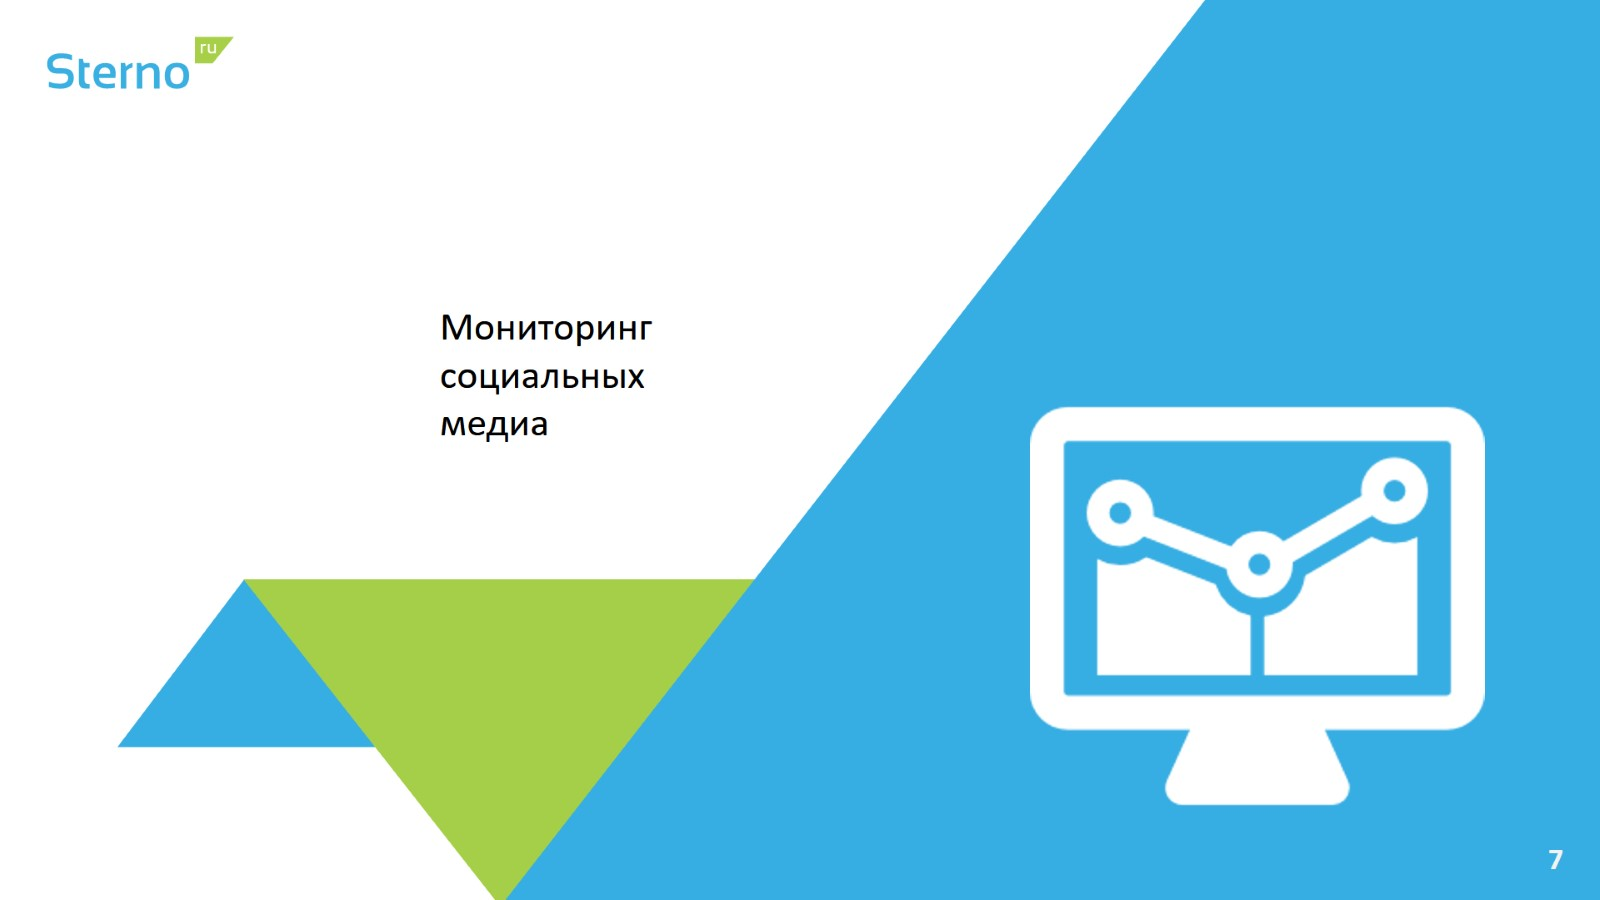 Sterno ru
Мониторинг
социальных
медиа
7